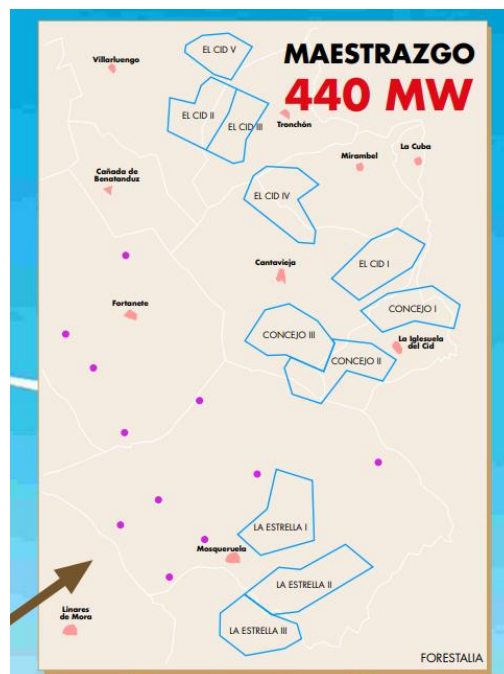 MAESTRAZGO
440 MW
EL CID V
Villarluengo
EL CID II
EL CID III
Tronchón
La Cuba
Mirambel
Cañada de
Benatanduz
EL CID IV
Cantavieja
EL CID I
Fortanete
CONCEJO I
CONCEJO III
La Iglesuela
del Cid
CONCEJO II
LA ESTRELLA I
Mosqueruela
LA ESTRELLA II
Linares
de Mora
LA ESTRELLA III
FORESTALIA